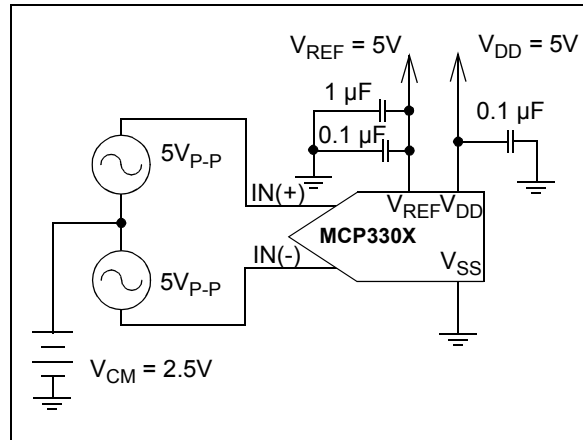 V_REF = 5V
V_DD = 5V
1 µF
0.1 µF
0.1 µF
5V_P-P
IN(+)
V_REF V_DD
MCP330X
V_SS
IN(-)
5V_P-P
V_CM = 2.5V